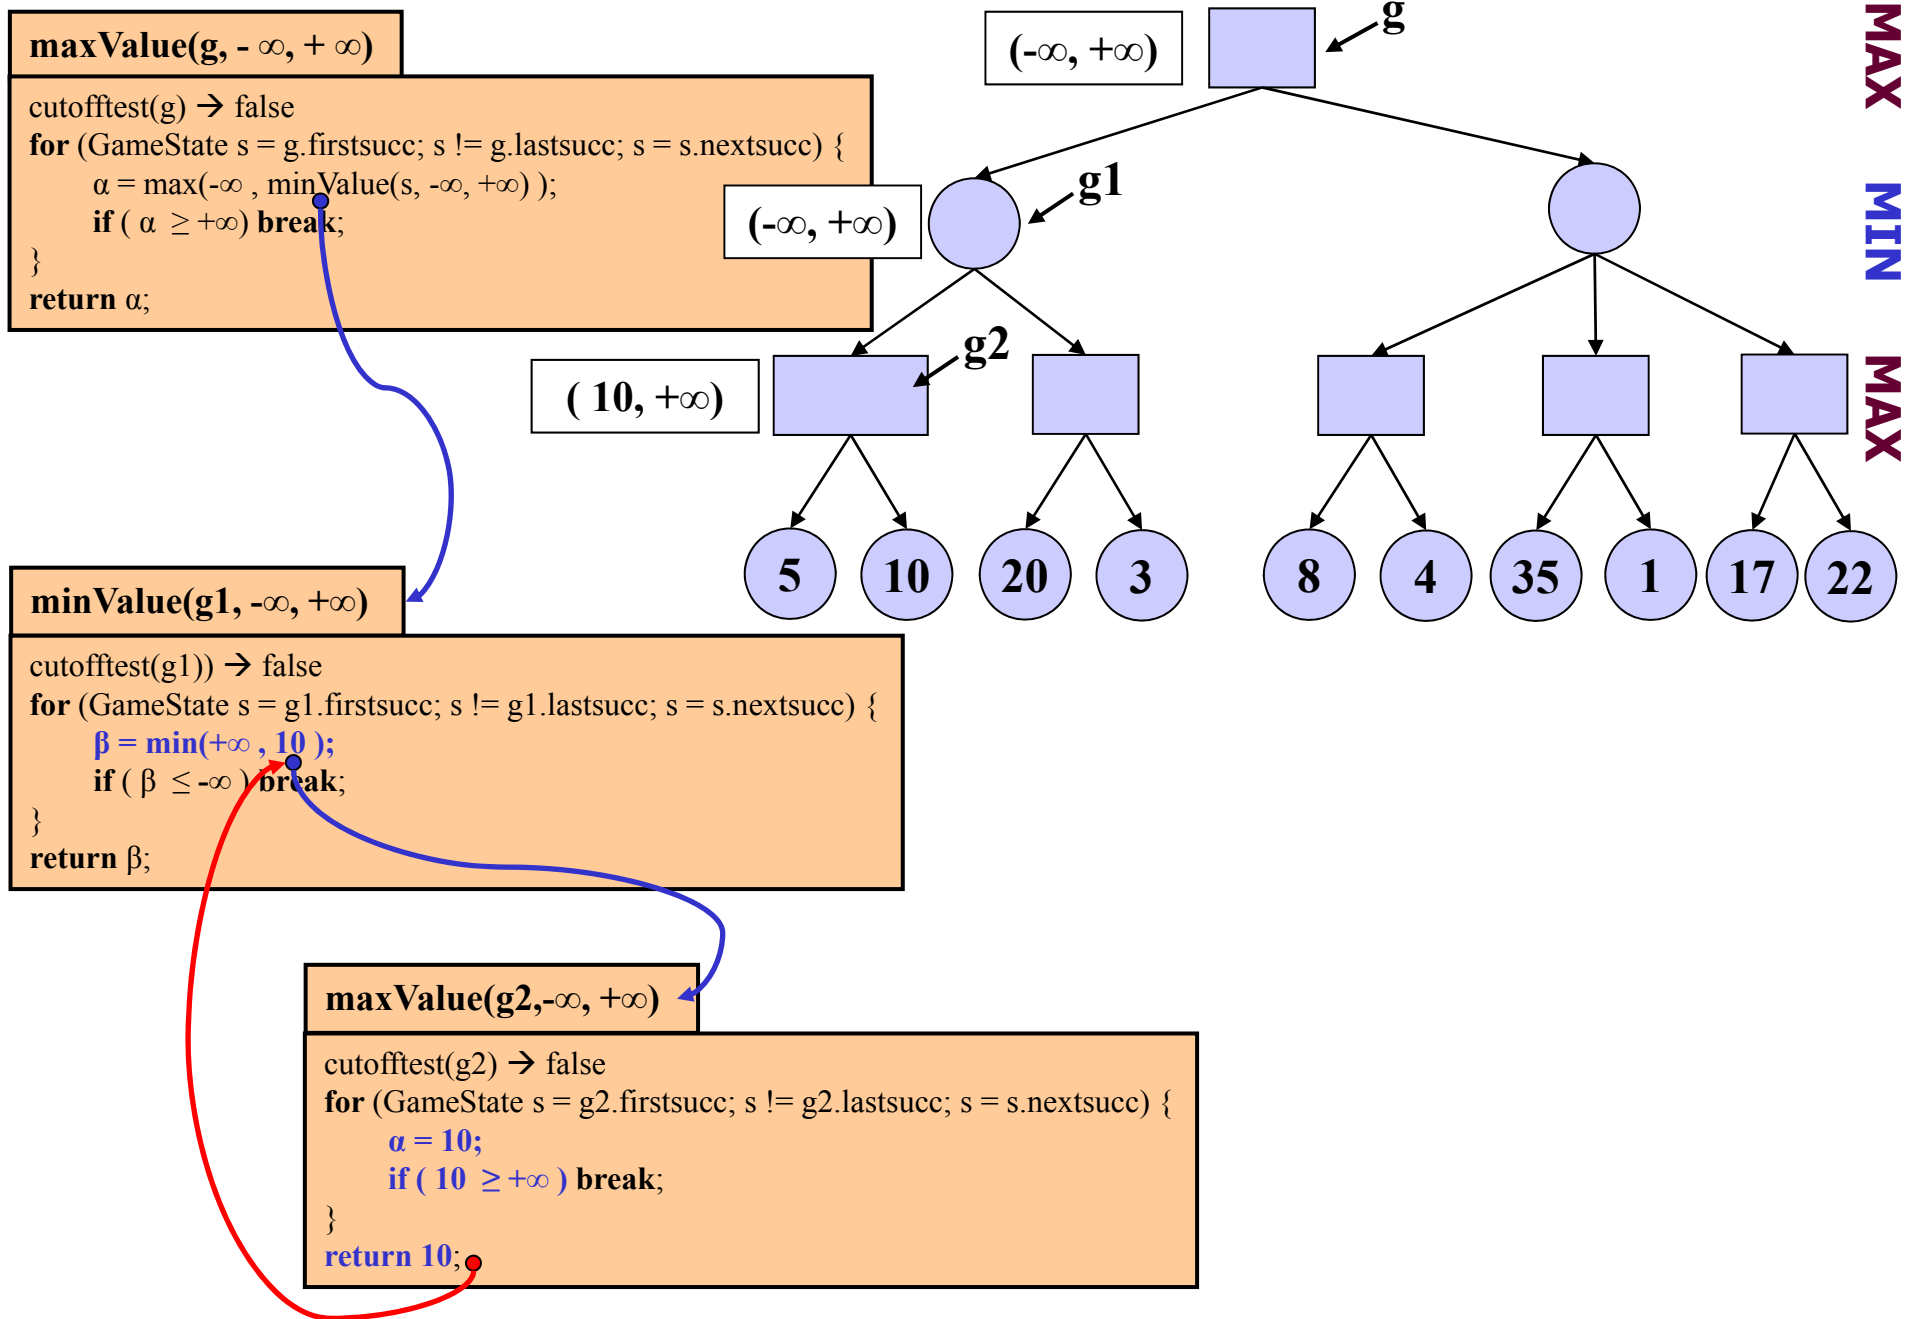 maxValue(g, - ∞, + ∞)
cutofftest(g) → false
for (GameState s = g.firstsucc; s != g.lastsucc; s = s.nextsucc) {
α = max(-∞ , minValue(s, -∞, +∞) );
if ( α ≥ +∞) break;
}
return α;
(-∞, +∞)
g
MAX
(-∞, +∞)
g1
MIN
( 10, +∞)
g2
MAX
5 10 20 3 8 4 35 1 17 22
minValue(g1, -∞, +∞)
cutofftest(g1)) → false
for (GameState s = g1.firstsucc; s != g1.lastsucc; s = s.nextsucc) {
β = min(+∞ , 10 );
if ( β ≤ -∞ ) break;
}
return β;
maxValue(g2,-∞, +∞)
cutofftest(g2) → false
for (GameState s = g2.firstsucc; s != g2.lastsucc; s = s.nextsucc) {
α = 10;
if ( 10 ≥ +∞ ) break;
}
return 10;